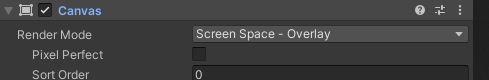 Canvas
Render Mode Screen Space - Overlay
Pixel Perfect
Sort Order 0